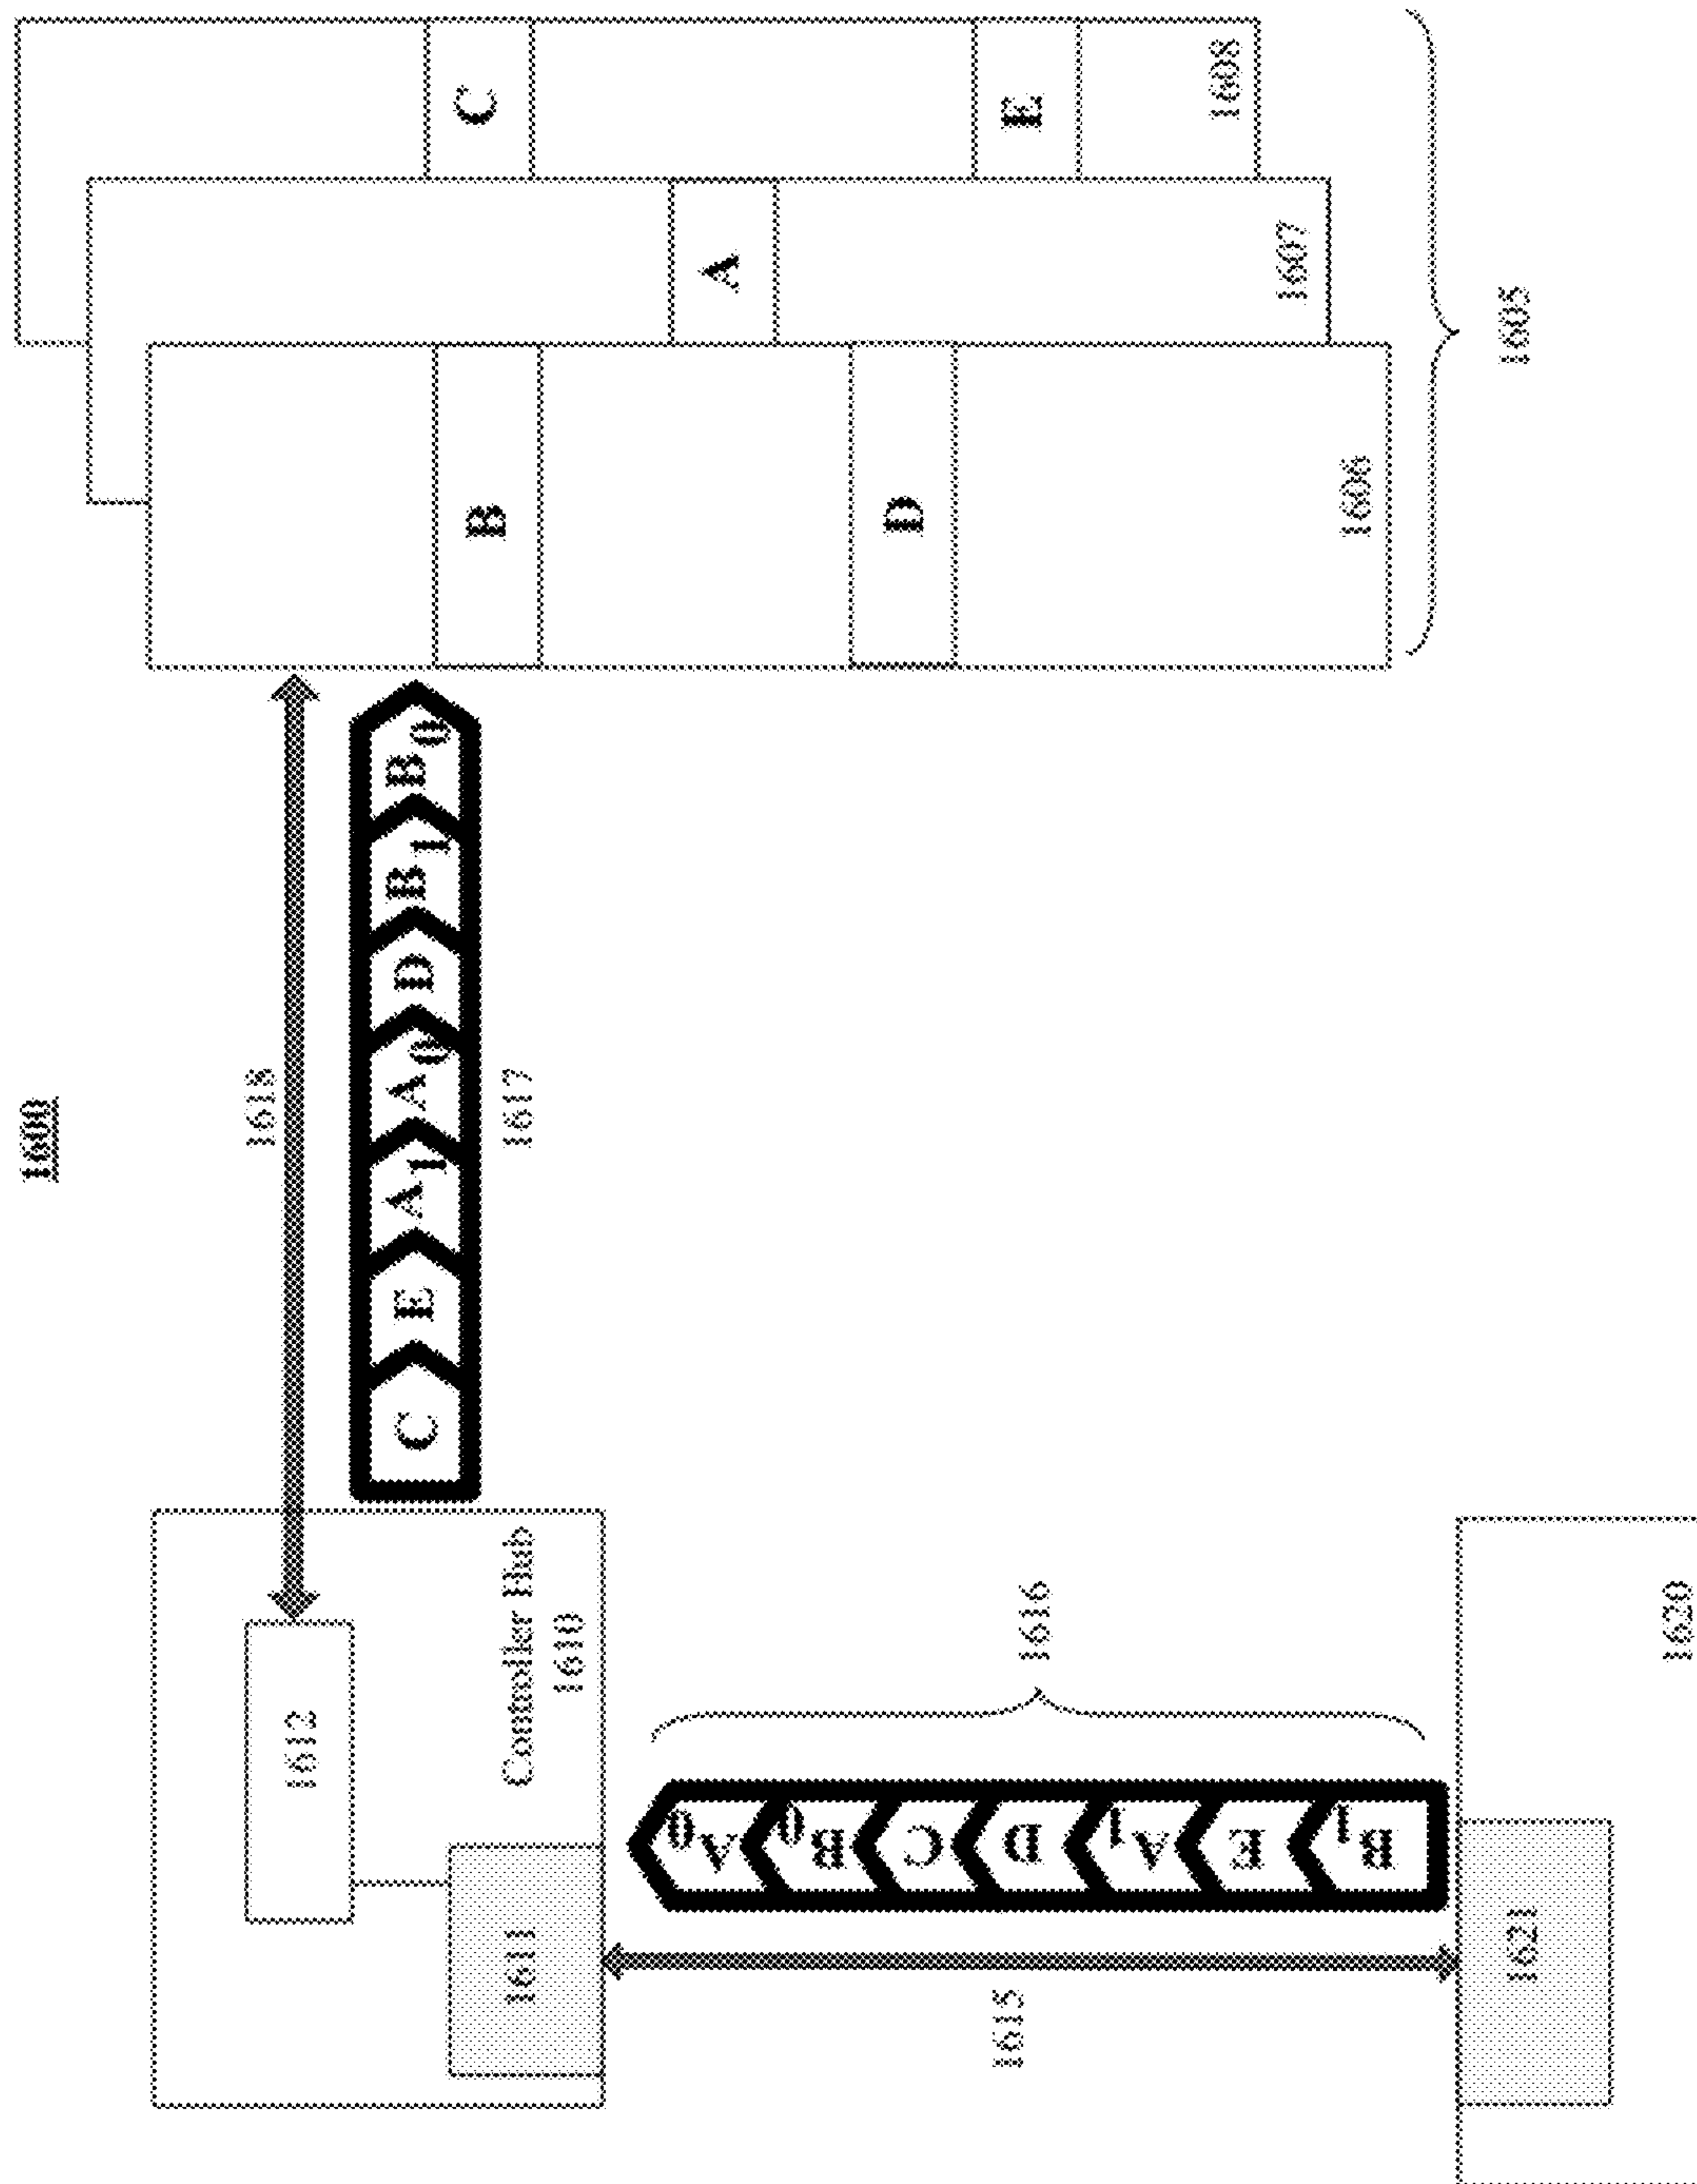 1600
1618
C E A1 A0 D B1 B0
1617
1612
1611
Controller Hub
1610
A0
B0
C
D
A1
E
B1
1616
1615
1621
1620
B
D
1606
A
1607
C
E
1608
1605